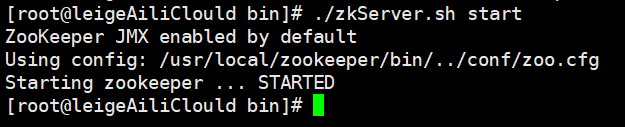 [root@leigeAiliClould bin]# ./zkServer.sh start
ZooKeeper JMX enabled by default
Using config: /usr/local/zookeeper/bin/../conf/zoo.cfg
Starting zookeeper ... STARTED
[root@leigeAiliClould bin]#